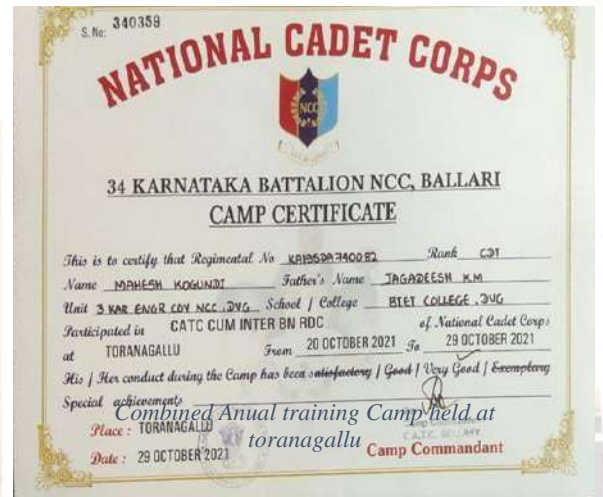 S. No: 340359
NATIONAL CADET CORPS
NCC
34 KARNATAKA BATTALION NCC, BALLARI
CAMP CERTIFICATE
This is to certify that Regimental No KA19SDA340082 Rank CDT
Name MAHESH KOGUNDI Father's Name JAGADEESH K.M
Unit 3 KAR ENGR COY NCC .DVG School / College BIET COLLEGE .DVG
Participated in CATC CUM INTER BN RDC of National Cadet Corps
at TORANAGALLU From 20 OCTOBER 2021 To 29 OCTOBER 2021
His / Her conduct during the Camp has been satisfactory / Good / Very Good / Exemplary
Special achievements
Combined Anual training Camp held at
toranagallu
Place : TORANAGALLU
Camp Commandant
Date : 29 OCTOBER 2021